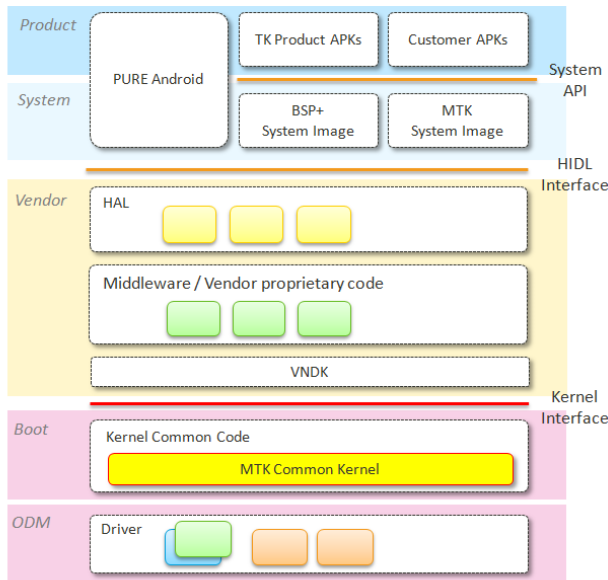 Product
PURE Android
TK Product APKs
Customer APKs
System
API
System
BSP+
System Image
MTK
System Image
HIDL
Interface
Vendor
HAL
Middleware / Vendor proprietary code
VNDK
Kernel
Interface
Boot
Kernel Common Code
MTK Common Kernel
ODM
Driver